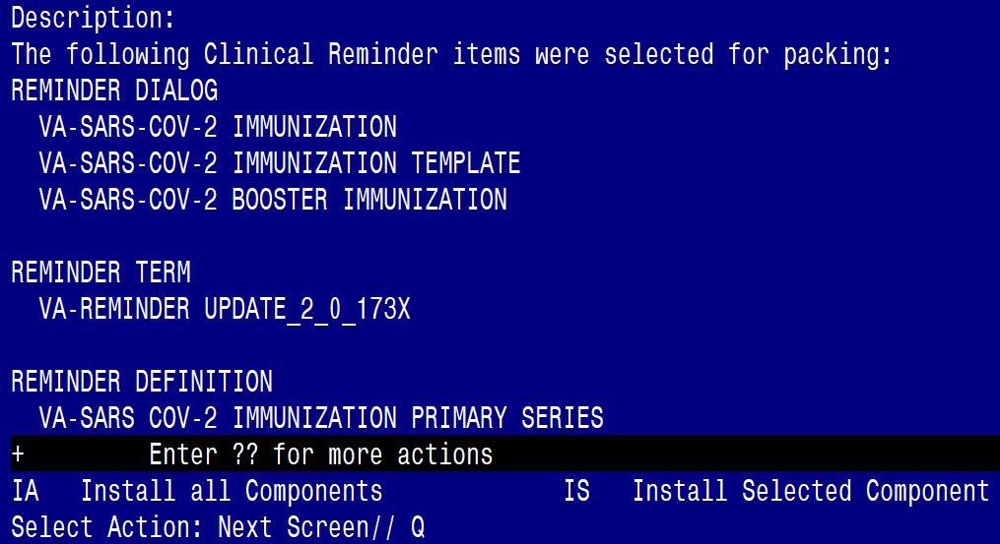 Description:
The following Clinical Reminder items were selected for packing:
REMINDER DIALOG
VA-SARS-COV-2 IMMUNIZATION
VA-SARS-COV-2 IMMUNIZATION TEMPLATE
VA-SARS-COV-2 BOOSTER IMMUNIZATION
REMINDER TERM
VA-REMINDER UPDATE_2_0_173X
REMINDER DEFINITION
VA-SARS COV-2 IMMUNIZATION PRIMARY SERIES
+ Enter ?? for more actions
IA Install all Components IS Install Selected Component
Select Action: Next Screen// Q